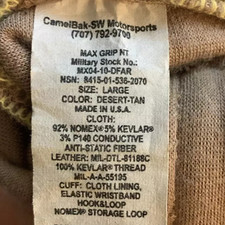 CamelBak-SW Motorsports
(707) 792-9700
MAX GRIP NT
Military Stock No.:
MX04-10-DFAR
NSN: 8415-01-536-2070
SIZE: LARGE
COLOR: DESERT-TAN
MADE IN U.S.A.
CLOTH:
92% NOMEX® 5% KEVLAR®
3% P140 CONDUCTIVE
ANTI-STATIC FIBER
LEATHER: MIL-DTL-81188C
100% KEVLAR® THREAD
MIL-A-A-55195
CUFF: CLOTH LINING,
ELASTIC WRISTBAND
HOOK&LOOP
NOMEX® STORAGE LOOP